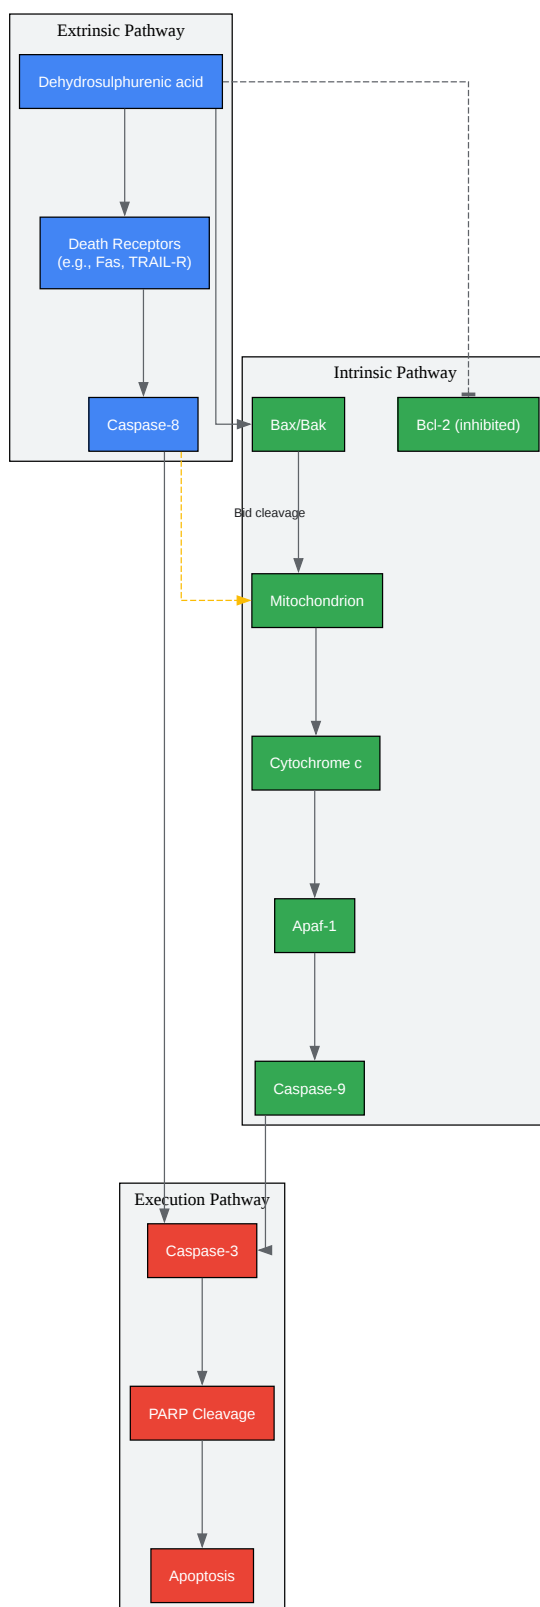 Extrinsic Pathway
Dehydrosulphurenic acid
Death Receptors
(e.g., Fas, TRAIL-R)
Caspase-8
Intrinsic Pathway
Bax/Bak
Bcl-2 (inhibited)
Bid cleavage
Mitochondrion
Cytochrome c
Apaf-1
Caspase-9
Execution Pathway
Caspase-3
PARP Cleavage
Apoptosis